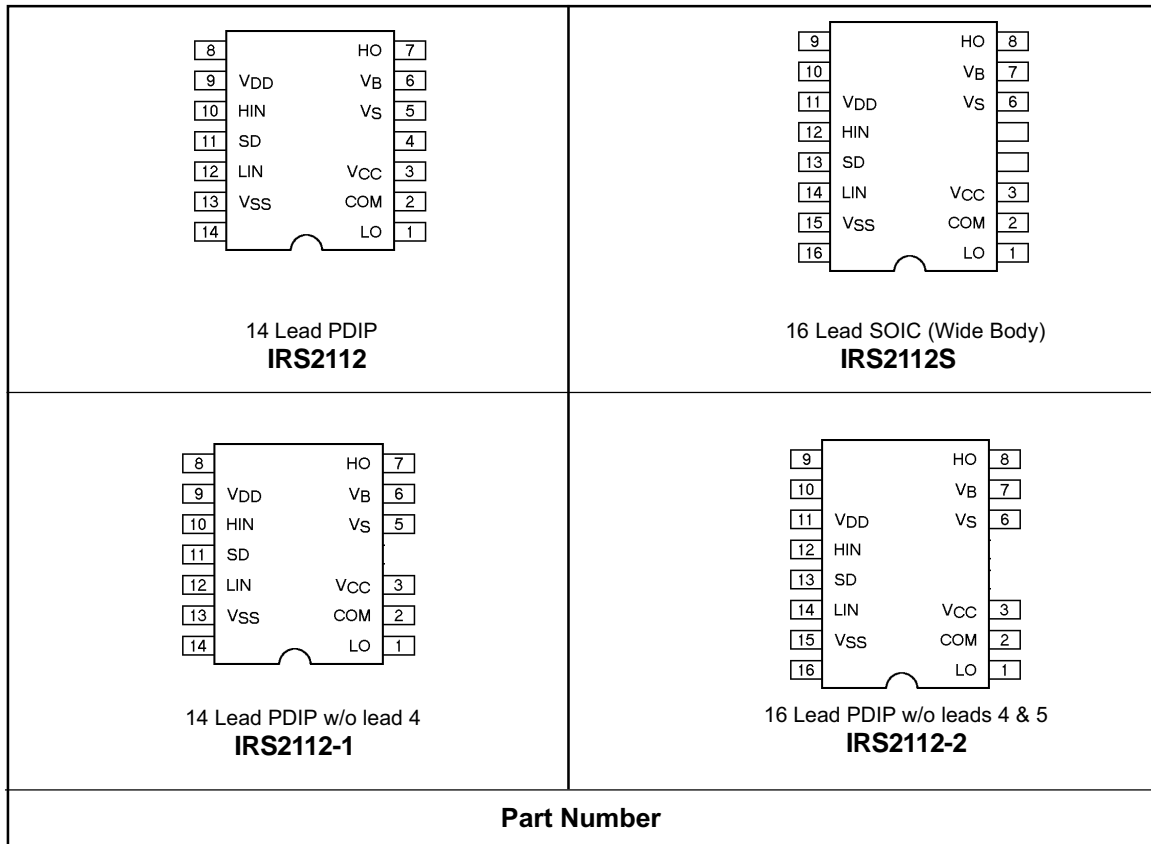 8 HO 7
9 VDD VB 6
10 HIN VS 5
11 SD 4
12 LIN VCC 3
13 VSS COM 2
14 LO 1
14 Lead PDIP
IRS2112
9 HO 8
10 VB 7
11 VDD VS 6
12 HIN
13 SD
14 LIN VCC 3
15 VSS COM 2
16 LO 1
16 Lead SOIC (Wide Body)
IRS2112S
8 HO 7
9 VDD VB 6
10 HIN VS 5
11 SD
12 LIN VCC 3
13 VSS COM 2
14 LO 1
14 Lead PDIP w/o lead 4
IRS2112-1
9 HO 8
10 VB 7
11 VDD VS 6
12 HIN
13 SD
14 LIN VCC 3
15 VSS COM 2
16 LO 1
16 Lead PDIP w/o leads 4 & 5
IRS2112-2
Part Number